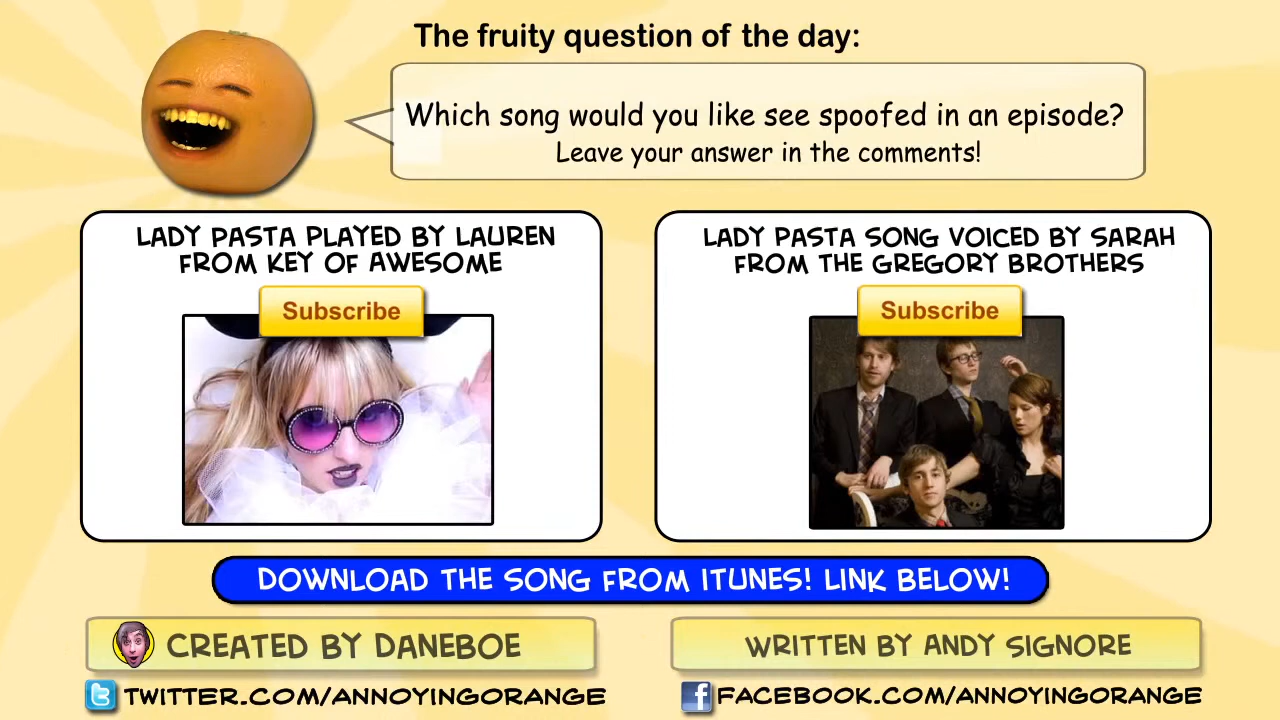 The fruity question of the day:
Which song would you like see spoofed in an episode?
Leave your answer in the comments!
LADY PASTA PLAYED BY LAUREN
FROM KEY OF AWESOME
Subscribe
LADY PASTA SONG VOICED BY SARAH
FROM THE GREGORY BROTHERS
Subscribe
DOWNLOAD THE SONG FROM ITUNES! LINK BELOW!
CREATED BY DANEBOE
WRITTEN BY ANDY SIGNORE
TWITTER.COM/ANNOYINGORANGE
FACEBOOK.COM/ANNOYINGORANGE